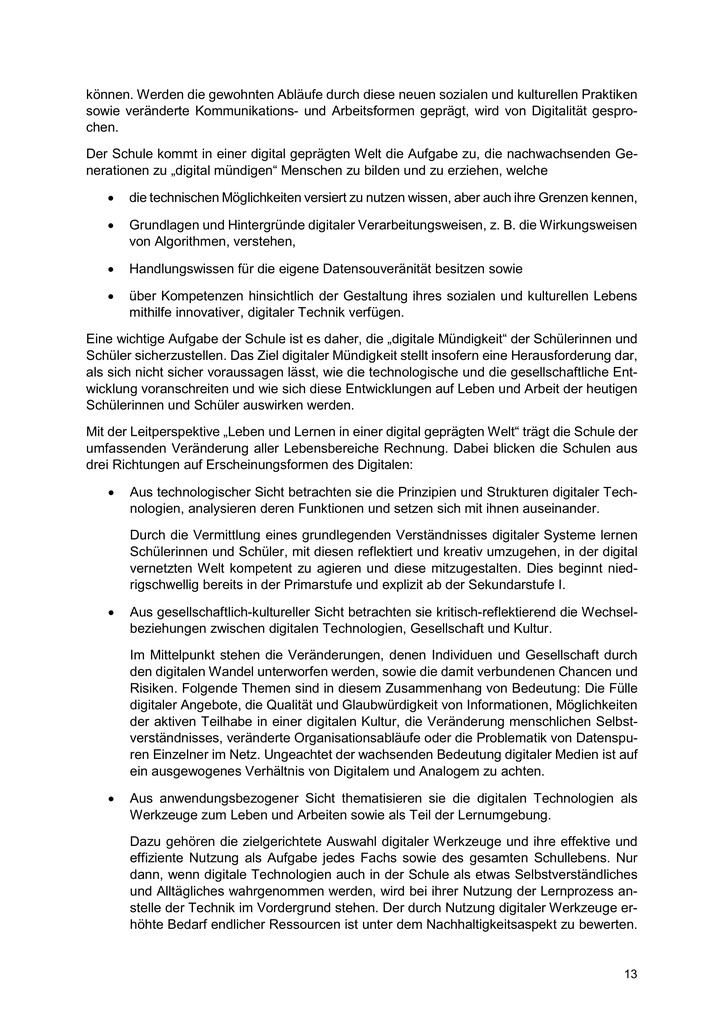 können. Werden die gewohnten Abläufe durch diese neuen sozialen und kulturellen Praktiken
sowie veränderte Kommunikations- und Arbeitsformen geprägt, wird von Digitalität gespro-
chen.
Der Schule kommt in einer digital geprägten Welt die Aufgabe zu, die nachwachsenden Ge-
nerationen zu „digital mündigen“ Menschen zu bilden und zu erziehen, welche
• die technischen Möglichkeiten versiert zu nutzen wissen, aber auch ihre Grenzen kennen,
• Grundlagen und Hintergründe digitaler Verarbeitungsweisen, z. B. die Wirkungsweisen
von Algorithmen, verstehen,
• Handlungswissen für die eigene Datensouveränität besitzen sowie
• über Kompetenzen hinsichtlich der Gestaltung ihres sozialen und kulturellen Lebens
mithilfe innovativer, digitaler Technik verfügen.
Eine wichtige Aufgabe der Schule ist es daher, die „digitale Mündigkeit“ der Schülerinnen und
Schüler sicherzustellen. Das Ziel digitaler Mündigkeit stellt insofern eine Herausforderung dar,
als sich nicht sicher voraussagen lässt, wie die technologische und die gesellschaftliche Ent-
wicklung voranschreiten und wie sich diese Entwicklungen auf Leben und Arbeit der heutigen
Schülerinnen und Schüler auswirken werden.
Mit der Leitperspektive „Leben und Lernen in einer digital geprägten Welt“ trägt die Schule der
umfassenden Veränderung aller Lebensbereiche Rechnung. Dabei blicken die Schulen aus
drei Richtungen auf Erscheinungsformen des Digitalen:
• Aus technologischer Sicht betrachten sie die Prinzipien und Strukturen digitaler Tech-
nologien, analysieren deren Funktionen und setzen sich mit ihnen auseinander.
Durch die Vermittlung eines grundlegenden Verständnisses digitaler Systeme lernen
Schülerinnen und Schüler, mit diesen reflektiert und kreativ umzugehen, in der digital
vernetzten Welt kompetent zu agieren und diese mitzugestalten. Dies beginnt nied-
rigschwellig bereits in der Primarstufe und explizit ab der Sekundarstufe I.
• Aus gesellschaftlich-kultureller Sicht betrachten sie kritisch-reflektierend die Wechsel-
beziehungen zwischen digitalen Technologien, Gesellschaft und Kultur.
Im Mittelpunkt stehen die Veränderungen, denen Individuen und Gesellschaft durch
den digitalen Wandel unterworfen werden, sowie die damit verbundenen Chancen und
Risiken. Folgende Themen sind in diesem Zusammenhang von Bedeutung: Die Fülle
digitaler Angebote, die Qualität und Glaubwürdigkeit von Informationen, Möglichkeiten
der aktiven Teilhabe in einer digitalen Kultur, die Veränderung menschlichen Selbst-
verständnisses, veränderte Organisationsabläufe oder die Problematik von Datenspu-
ren Einzelner im Netz. Ungeachtet der wachsenden Bedeutung digitaler Medien ist auf
ein ausgewogenes Verhältnis von Digitalem und Analogem zu achten.
• Aus anwendungsbezogener Sicht thematisieren sie die digitalen Technologien als
Werkzeuge zum Leben und Arbeiten sowie als Teil der Lernumgebung.
Dazu gehören die zielgerichtete Auswahl digitaler Werkzeuge und ihre effektive und
effiziente Nutzung als Aufgabe jedes Fachs sowie des gesamten Schullebens. Nur
dann, wenn digitale Technologien auch in der Schule als etwas Selbstverständliches
und Alltägliches wahrgenommen werden, wird bei ihrer Nutzung der Lernprozess an-
stelle der Technik im Vordergrund stehen. Der durch Nutzung digitaler Werkzeuge er-
höhte Bedarf endlicher Ressourcen ist unter dem Nachhaltigkeitsaspekt zu bewerten.
13